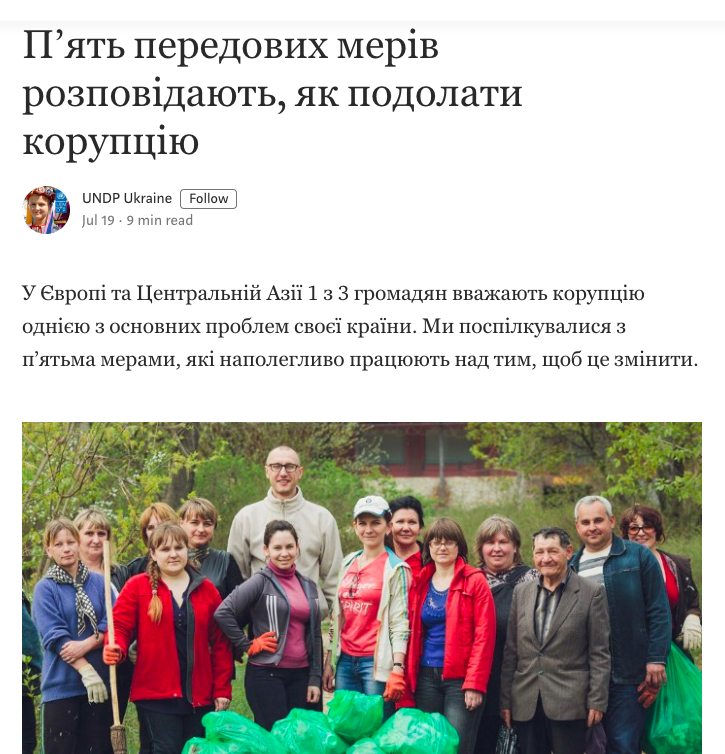 П’ять передових мерів
розповідають, як подолати
корупцію
UNDP Ukraine Follow
Jul 19 · 9 min read
У Європі та Центральній Азії 1 з 3 громадян вважають корупцію
однією з основних проблем своєї країни. Ми поспілкувалися з
п’ятьма мерами, які наполегливо працюють над тим, щоб це змінити.